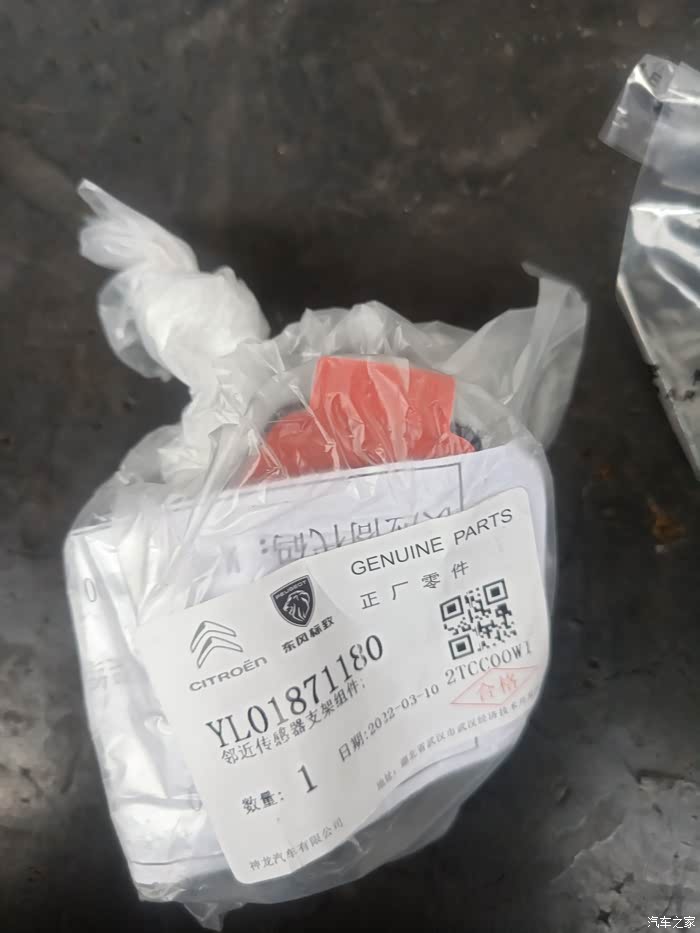 GENUINE PARTS
正厂零件
PEUGEOT
东风标致
CITROËN
YL01871180
邻近传感器支架组件;
2TCC00W1
日期:2022-03-10
合格
数量: 1
神龙汽车有限公司
汽车之家